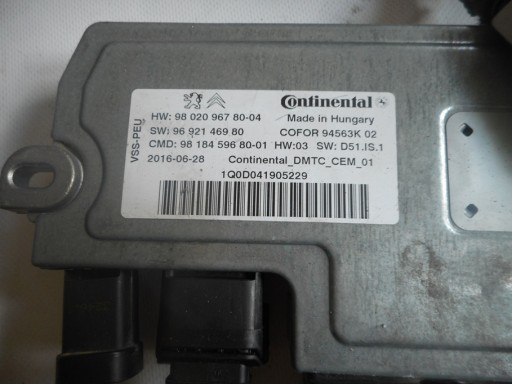 Continental
HW: 98 020 967 80-04 Made in Hungary
SW: 96 921 469 80 COFOR 94563K 02
CMD: 98 184 596 80-01 HW:03 SW: D51.IS.1
2016-06-28 Continental_DMTC_CEM_01
1Q0D041905229
VSS-PEU